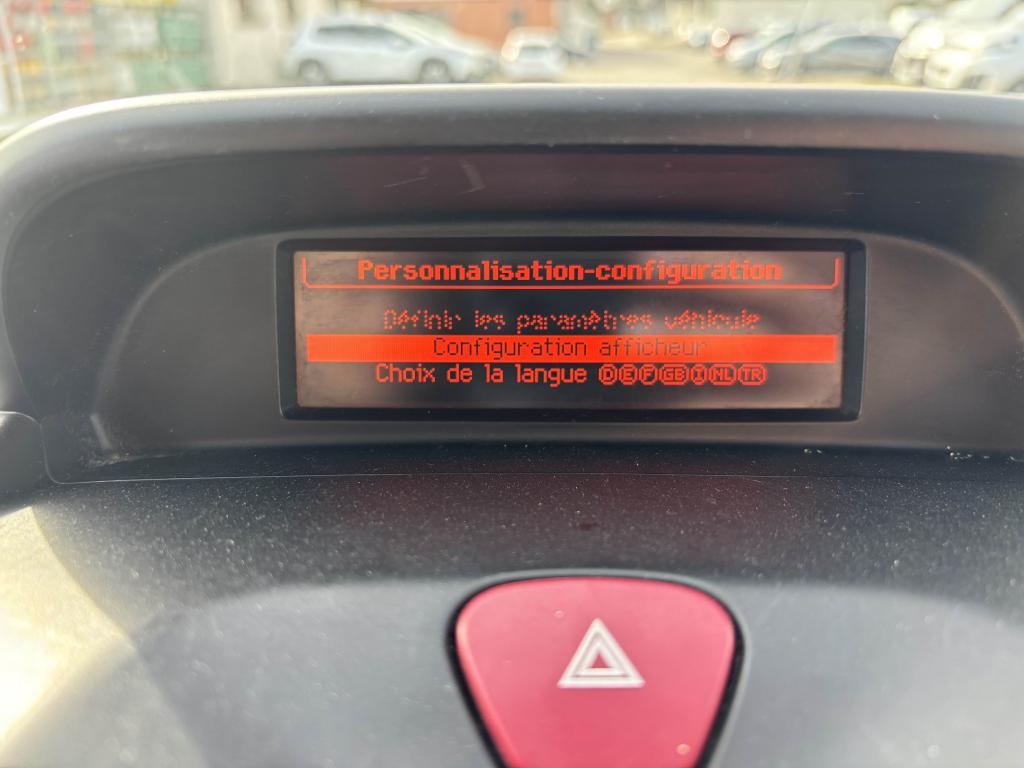 Personnalisation-configuration
Définir les paramètres véhicule
Configuration afficheur
Choix de la langue D E F GB I NL TR